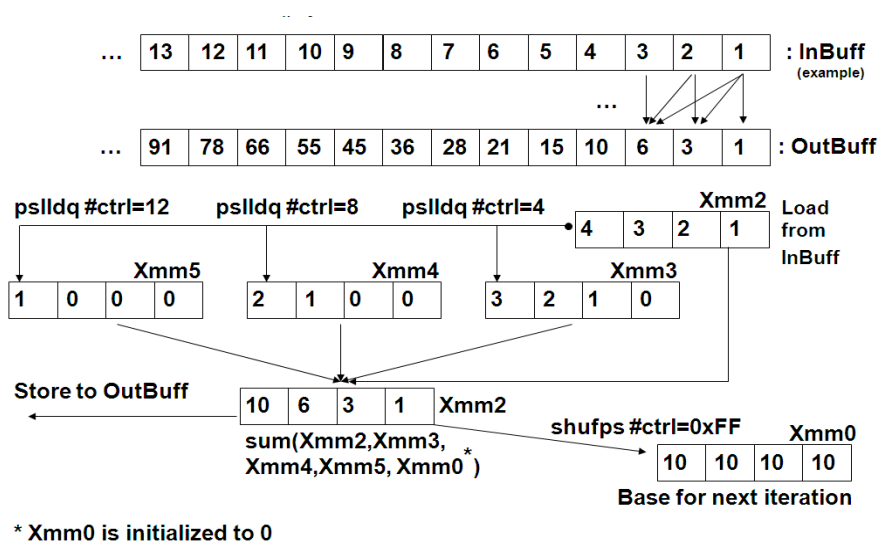 ... 13 12 11 10 9 8 7 6 5 4 3 2 1 : InBuff
(example)
...
... 91 78 66 55 45 36 28 21 15 10 6 3 1 : OutBuff
pslldq #ctrl=12 pslldq #ctrl=8 pslldq #ctrl=4 Xmm2
4 3 2 1 Load
from
InBuff
Xmm5 Xmm4 Xmm3
1 0 0 0 2 1 0 0 3 2 1 0
Store to OutBuff
10 6 3 1 Xmm2
sum(Xmm2,Xmm3,
Xmm4,Xmm5, Xmm0*)
shufps #ctrl=0xFF Xmm0
10 10 10 10
Base for next iteration
* Xmm0 is initialized to 0